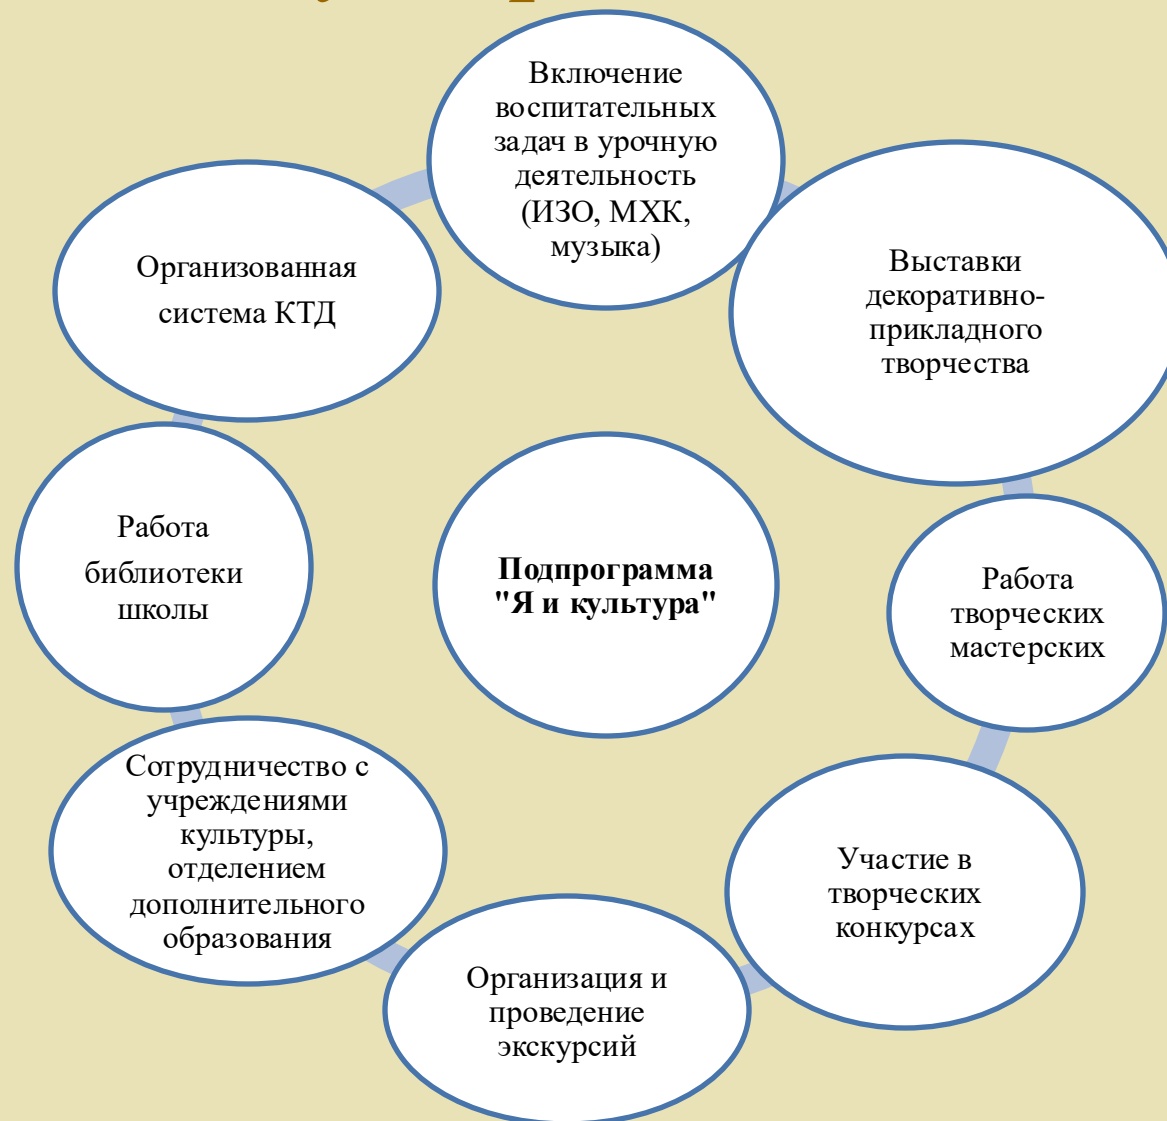 Включение
воспитательных
задач в урочную
деятельность
(ИЗО, МХК,
музыка)
Выставки
декоративно-
прикладного
творчества
Работа
творческих
мастерских
Участие в
творческих
конкурсах
Организация и
проведение
экскурсий
Сотрудничество с
учреждениями
культуры,
отделением
дополнительного
образования
Работа
библиотеки
школы
Организованная
система КТД
Подпрограмма
"Я и культура"